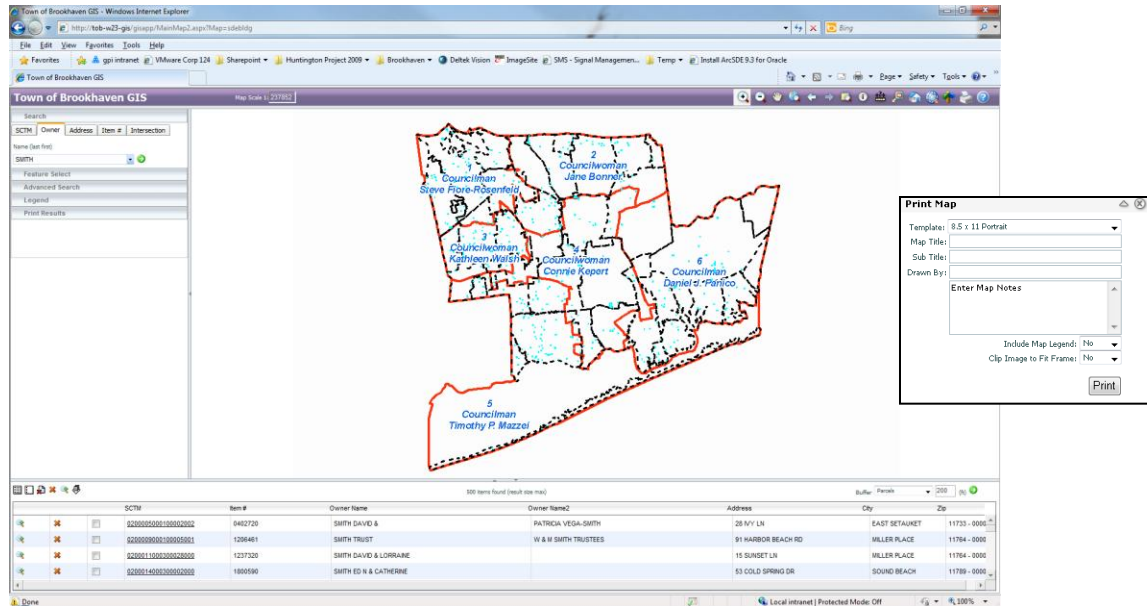 Town of Brookhaven GIS - Windows Internet Explorer
http://tob-w23-gis/gisapp/MainMap2.aspx?Map=sdebldg
Bing
File Edit View Favorites Tools Help
Favorites gpi intranet VMware Corp 124 Sharepoint Huntington Project 2009 Brookhaven Deltek Vision ImageSite SMS - Signal Managemen... Temp Install ArcSDE 9.3 for Oracle
Town of Brookhaven GIS
Page Safety Tools
Town of Brookhaven GIS
Map Scale 1: 237852
Search
SCTM Owner Address Item # Intersection
Name (last first)
SMITH
Feature Select
Advanced Search
Legend
Print Results
1
Councilman
Steve Fiore-Rosenfeld
2
Councilwoman
Jane Bonner
3
Councilwoman
Kathleen Walsh
4
Councilwoman
Connie Kepert
6
Councilman
Daniel J. Panico
5
Councilman
Timothy P. Mazzei
Print Map
Template: 8.5 x 11 Portrait
Map Title:
Sub Title:
Drawn By:
Enter Map Notes
Include Map Legend: No
Clip Image to Fit Frame: No
Print
500 items found (result size max)
Buffer Parcels 200 (ft)
SCTM Item # Owner Name Owner Name2 Address City Zip
0200005000100002002 0402720 SMITH DAVID & PATRICIA VEGA-SMITH 28 IVY LN EAST SETAUKET 11733 - 0000
0200009000100005001 1206461 SMITH TRUST W & M SMITH TRUSTEES 91 HARBOR BEACH RD MILLER PLACE 11764 - 0000
0200011000300028000 1237320 SMITH DAVID & LORRAINE 15 SUNSET LN MILLER PLACE 11764 - 0000
0200014000300002000 1800590 SMITH ED N & CATHERINE 53 COLD SPRING DR SOUND BEACH 11789 - 0000
Done
Local intranet | Protected Mode: Off
100%